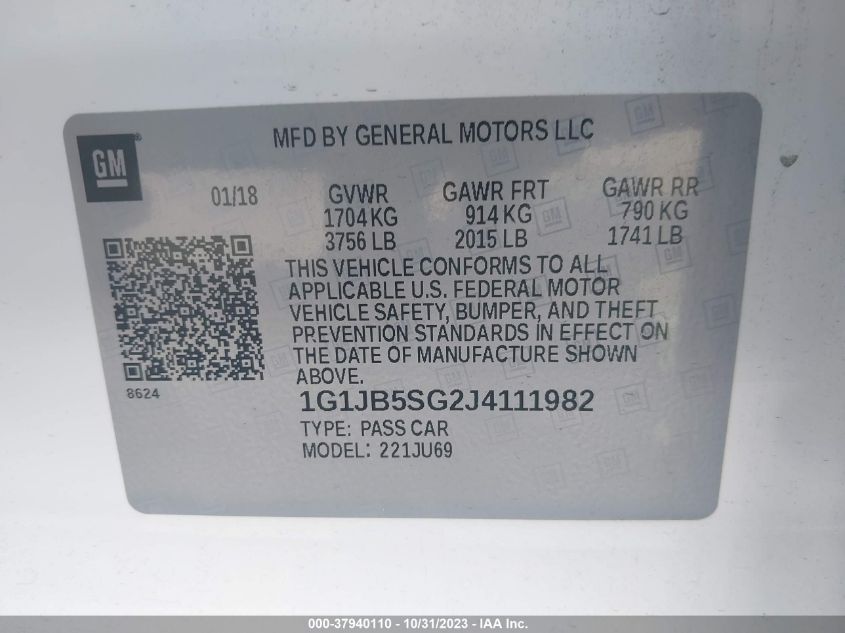 GM
MFD BY GENERAL MOTORS LLC
01/18 GVWR GAWR FRT GAWR RR
1704 KG 914 KG 790 KG
3756 LB 2015 LB 1741 LB
THIS VEHICLE CONFORMS TO ALL
APPLICABLE U.S. FEDERAL MOTOR
VEHICLE SAFETY, BUMPER, AND THEFT
PREVENTION STANDARDS IN EFFECT ON
THE DATE OF MANUFACTURE SHOWN
ABOVE.
8624
1G1JB5SG2J4111982
TYPE: PASS CAR
MODEL: 221JU69
000-37940110 - 10/31/2023 - IAA Inc.